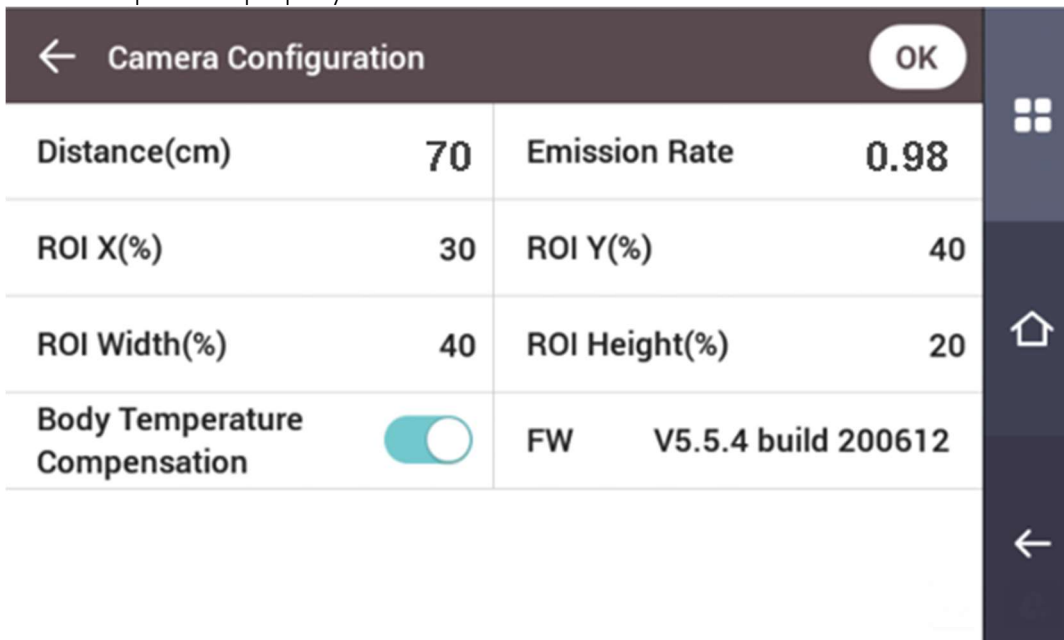 Camera Configuration
OK
Distance(cm) 70 Emission Rate 0.98
ROI X(%) 30 ROI Y(%) 40
ROI Width(%) 40 ROI Height(%) 20
Body Temperature
Compensation
FW V5.5.4 build 200612